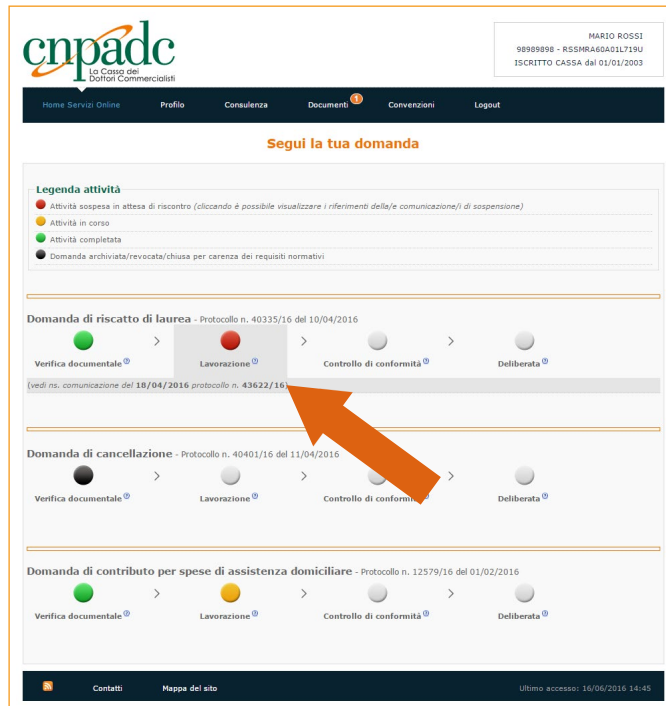 cnpadc
La Cassa dei
Dottori Commercialisti
MARIO ROSSI
98989898 - RSSMRA60A01L719U
ISCRITTO CASSA dal 01/01/2003
Home Servizi Online Profilo Consulenza Documenti 1 Convenzioni Logout
Segui la tua domanda
Legenda attività
Attività sospesa in attesa di riscontro (cliccando è possibile visualizzare i riferimenti della/e comunicazione/i di sospensione)
Attività in corso
Attività completata
Domanda archiviata/revocata/chiusa per carenza dei requisiti normativi
Domanda di riscatto di laurea - Protocollo n. 40335/16 del 10/04/2016
> > >
Verifica documentale ? Lavorazione ? Controllo di conformità ? Deliberata ?
(vedi ns. comunicazione del 18/04/2016 protocollo n. 43622/16)
Domanda di cancellazione - Protocollo n. 40401/16 del 11/04/2016
> > >
Verifica documentale ? Lavorazione ? Controllo di ? Deliberata ?
Domanda di contributo per spese di assistenza domiciliare - Protocollo n. 12579/16 del 01/02/2016
> > >
Verifica documentale ? Lavorazione ? Controllo di conformità ? Deliberata ?
Contatti Mappa del sito Ultimo accesso: 16/06/2016 14:45